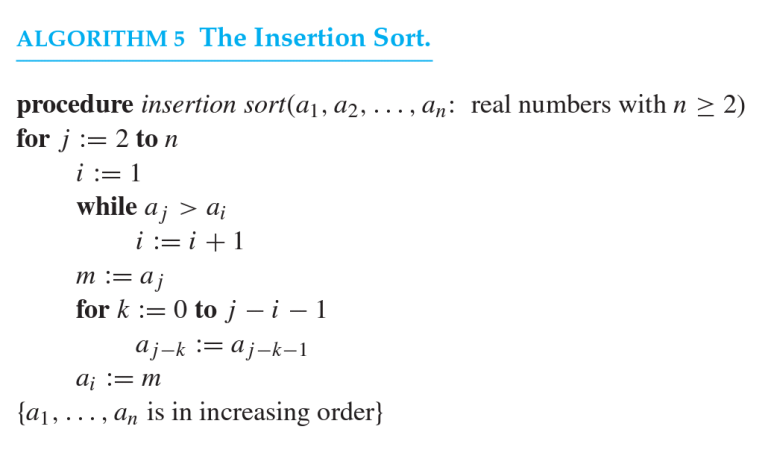 ALGORITHM 5 The Insertion Sort.
procedure insertion sort(a₁, a₂, . . . , aₙ: real numbers with n ≥ 2)
for j := 2 to n
i := 1
while aⱼ > aᵢ
i := i + 1
m := aⱼ
for k := 0 to j − i − 1
aⱼ₋ₖ := aⱼ₋ₖ₋₁
aᵢ := m
{a₁, . . . , aₙ is in increasing order}